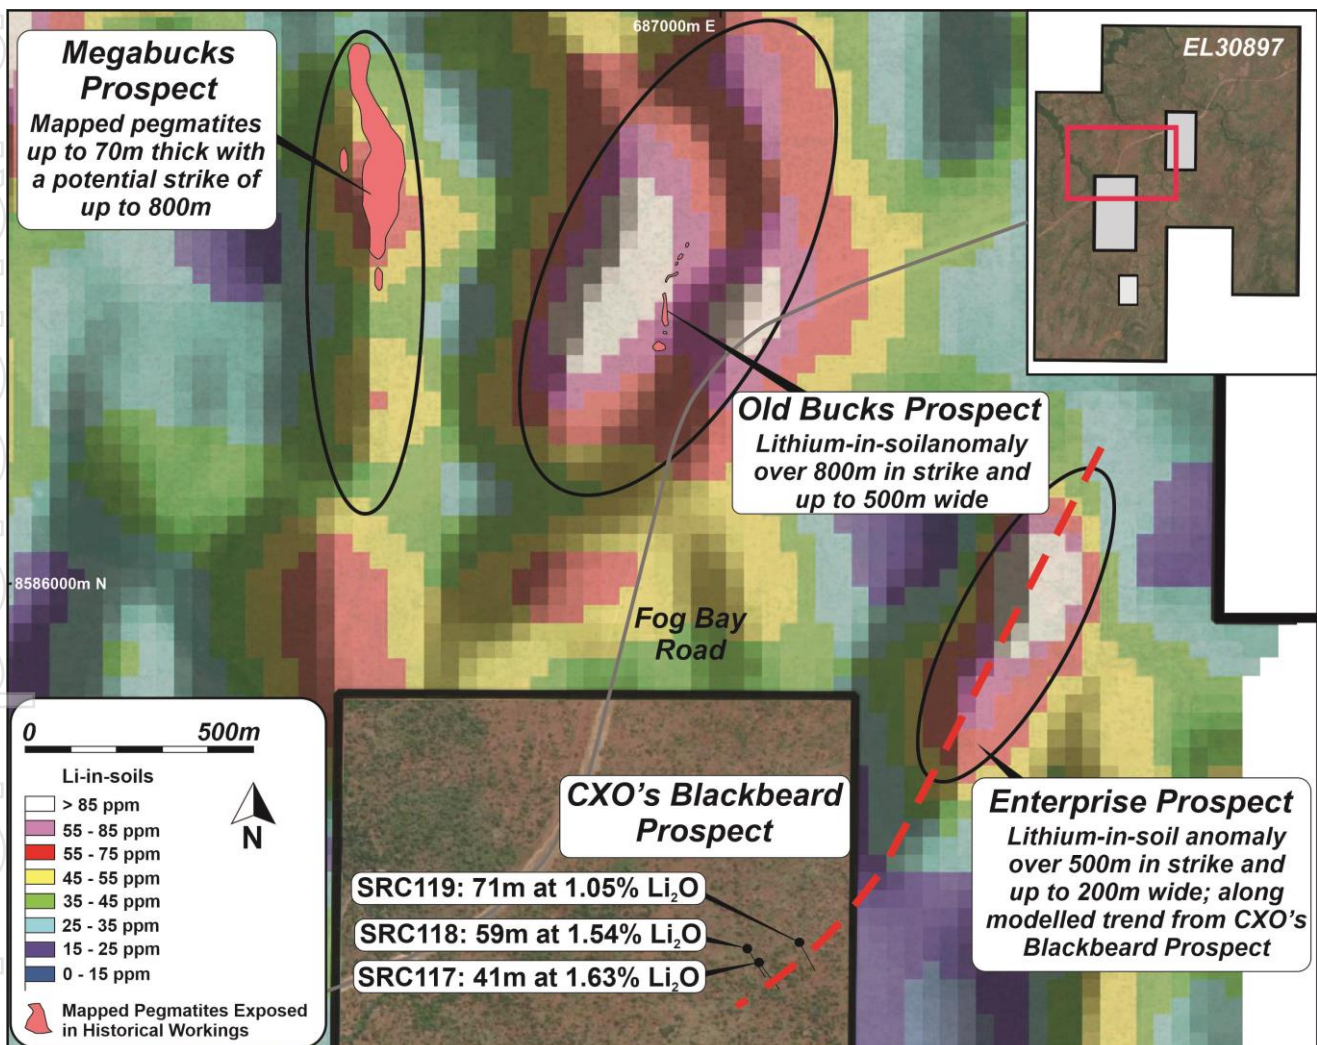 687000m E
EL30897
Megabucks
Prospect
Mapped pegmatites
up to 70m thick with
a potential strike of
up to 800m
Old Bucks Prospect
Lithium-in-soilanomaly
over 800m in strike and
up to 500m wide
8586000m N
Fog Bay
Road
0 500m
Li-in-soils
> 85 ppm
55 - 85 ppm
55 - 75 ppm
45 - 55 ppm
35 - 45 ppm
25 - 35 ppm
15 - 25 ppm
0 - 15 ppm
N
Mapped Pegmatites Exposed
in Historical Workings
CXO's Blackbeard
Prospect
SRC119: 71m at 1.05% Li₂O
SRC118: 59m at 1.54% Li₂O
SRC117: 41m at 1.63% Li₂O
Enterprise Prospect
Lithium-in-soil anomaly
over 500m in strike and
up to 200m wide; along
modelled trend from CXO's
Blackbeard Prospect